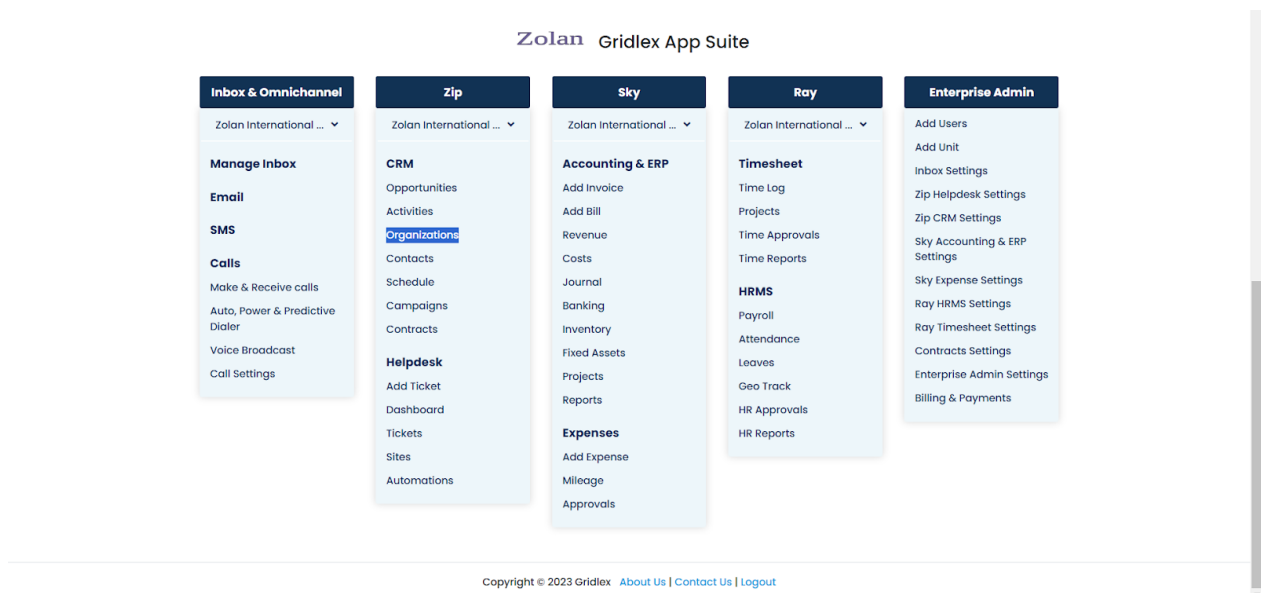 Zolan Gridlex App Suite
Inbox & Omnichannel
Zolan International ...
Manage Inbox
Email
SMS
Calls
Make & Receive calls
Auto, Power & Predictive
Dialer
Voice Broadcast
Call Settings
Zip
Zolan International ...
CRM
Opportunities
Activities
Organizations
Contacts
Schedule
Campaigns
Contracts
Helpdesk
Add Ticket
Dashboard
Tickets
Sites
Automations
Sky
Zolan International ...
Accounting & ERP
Add Invoice
Add Bill
Revenue
Costs
Journal
Banking
Inventory
Fixed Assets
Projects
Reports
Expenses
Add Expense
Mileage
Approvals
Ray
Zolan International ...
Timesheet
Time Log
Projects
Time Approvals
Time Reports
HRMS
Payroll
Attendance
Leaves
Geo Track
HR Approvals
HR Reports
Enterprise Admin
Add Users
Add Unit
Inbox Settings
Zip Helpdesk Settings
Zip CRM Settings
Sky Accounting & ERP
Settings
Sky Expense Settings
Ray HRMS Settings
Ray Timesheet Settings
Contracts Settings
Enterprise Admin Settings
Billing & Payments
Copyright © 2023 Gridlex About Us | Contact Us | Logout